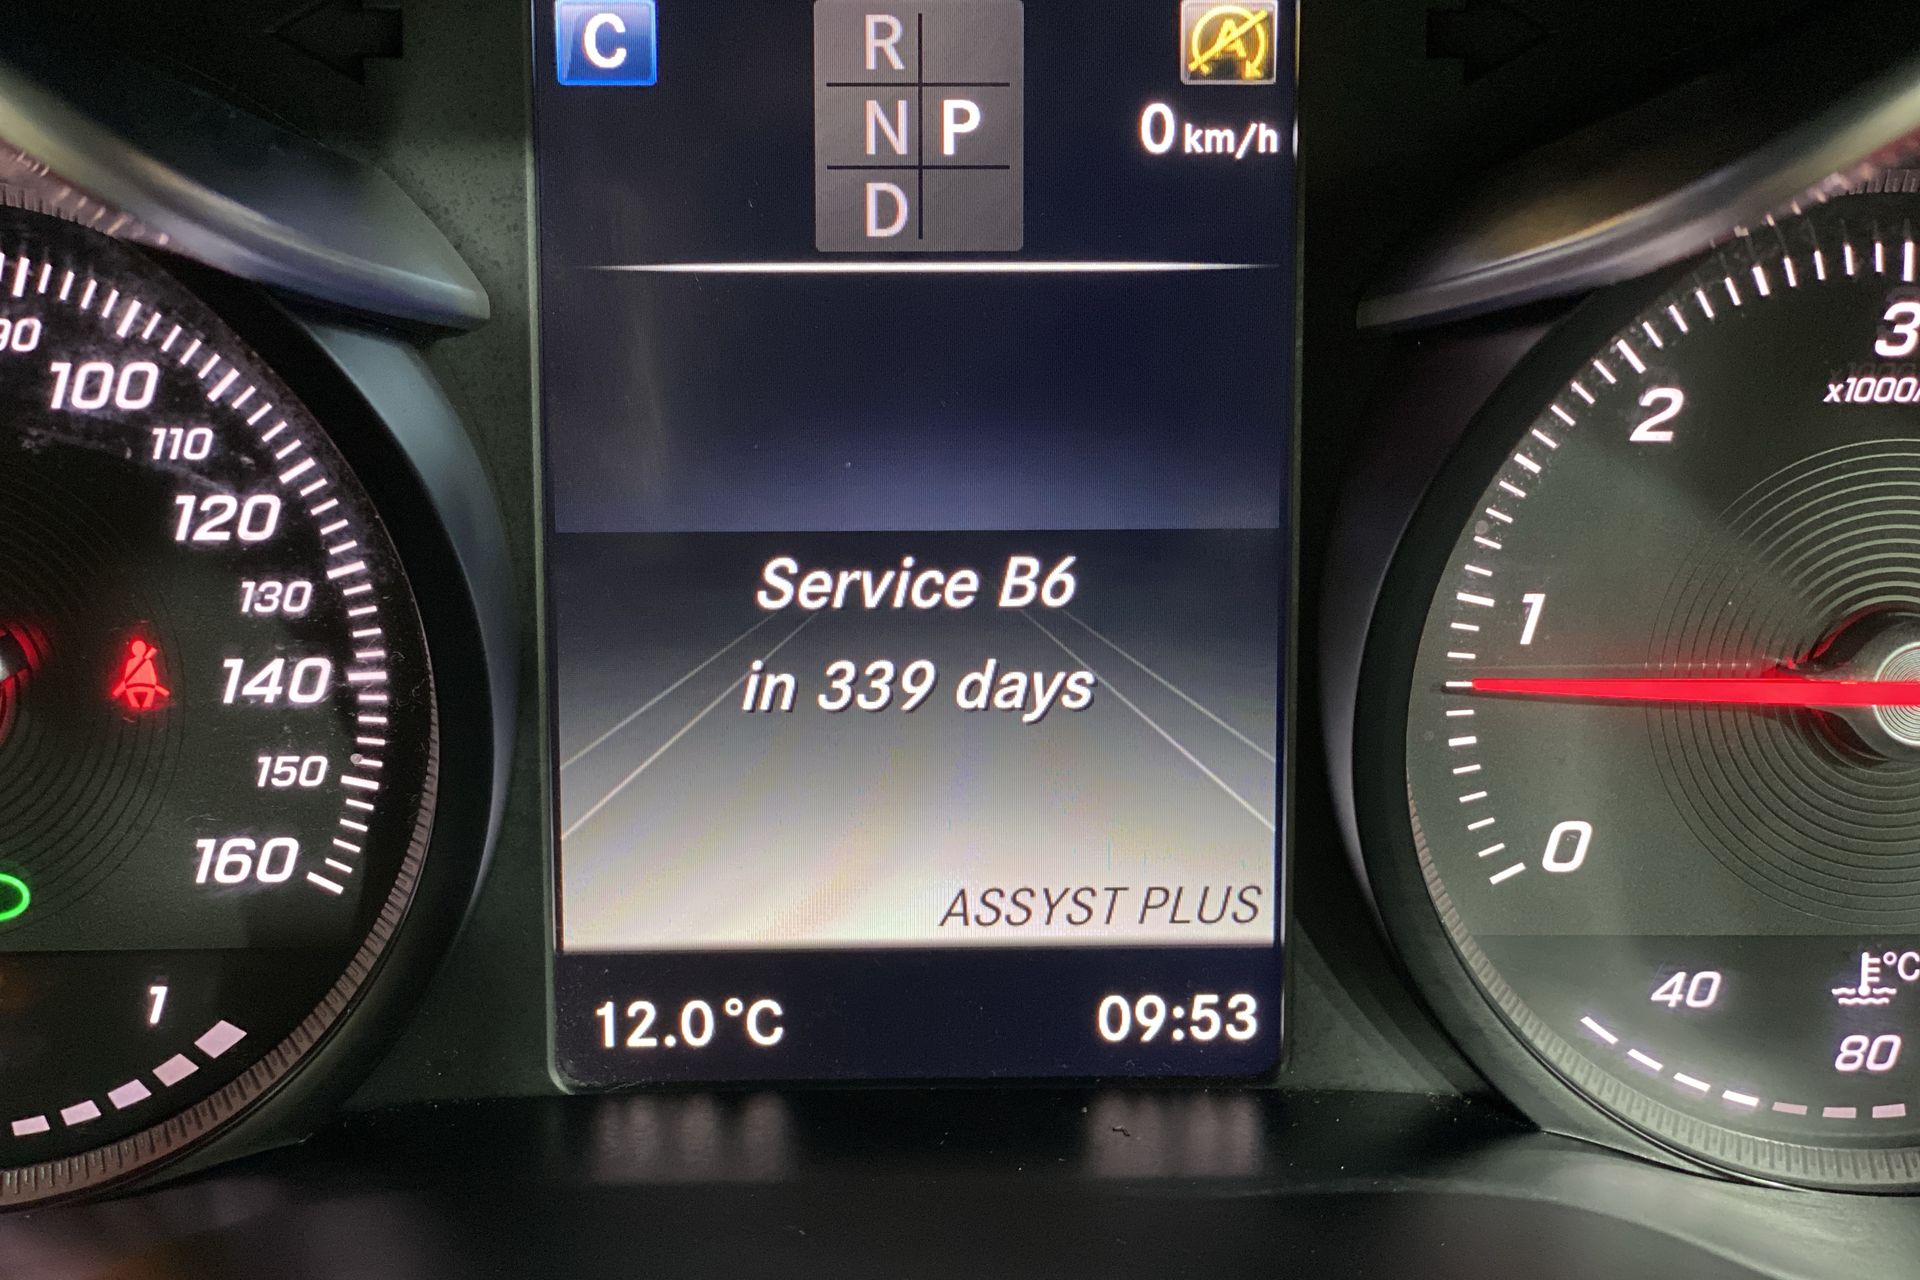 C
R
N P
D
A
0 km/h
90
100
110
120
130
140
150
160
1
Service B6
in 339 days
ASSYST PLUS
12.0 °C
09:53
3
x1000/
2
1
0
40
°C
80